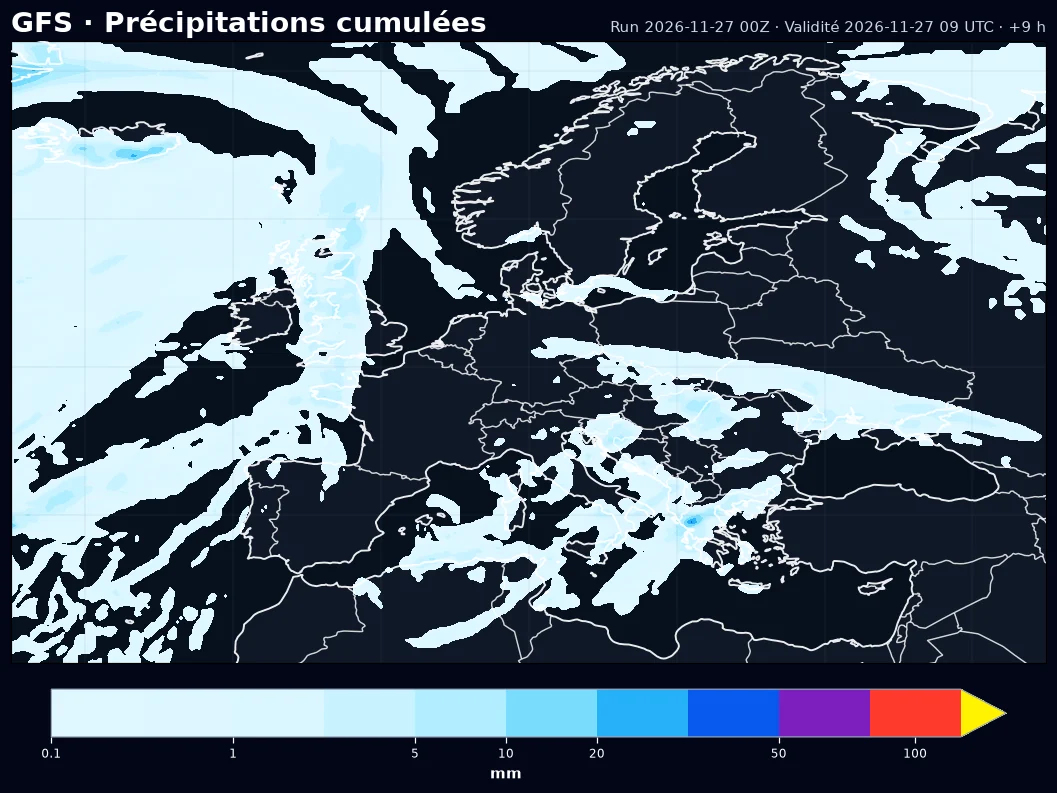 GFS · Précipitations cumulées
Run 2026-11-27 00Z · Validité 2026-11-27 09 UTC · +9 h
0.1 1 5 10 20 50 100
mm